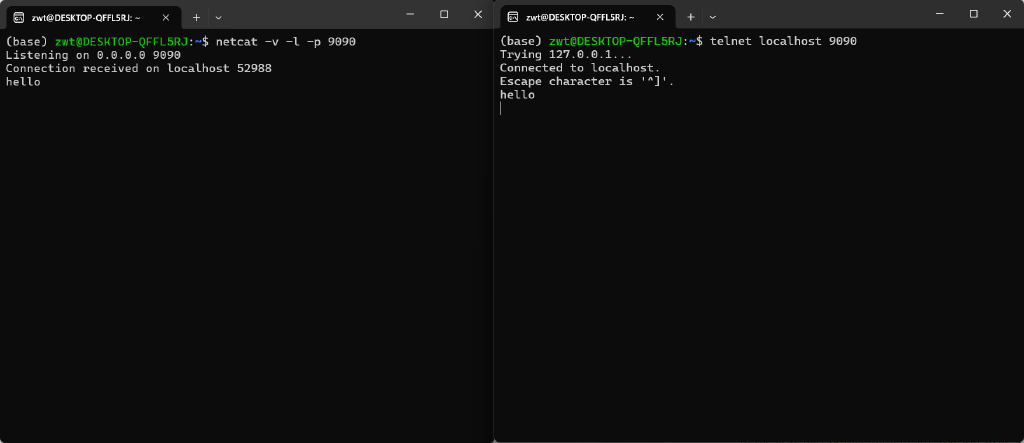 zwt@DESKTOP-QFFL5RJ: ~
(base) zwt@DESKTOP-QFFL5RJ:~$ netcat -v -l -p 9090
Listening on 0.0.0.0 9090
Connection received on localhost 52988
hello
zwt@DESKTOP-QFFL5RJ: ~
(base) zwt@DESKTOP-QFFL5RJ:~$ telnet localhost 9090
Trying 127.0.0.1...
Connected to localhost.
Escape character is '^]'.
hello